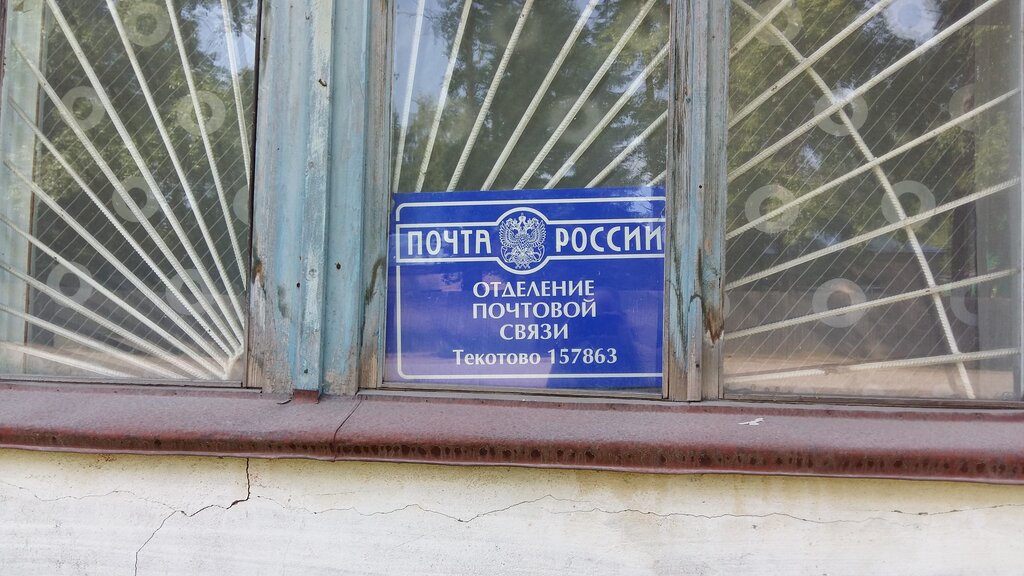 ПОЧТА РОССИИ
ОТДЕЛЕНИЕ
ПОЧТОВОЙ
СВЯЗИ
Текотово 157863